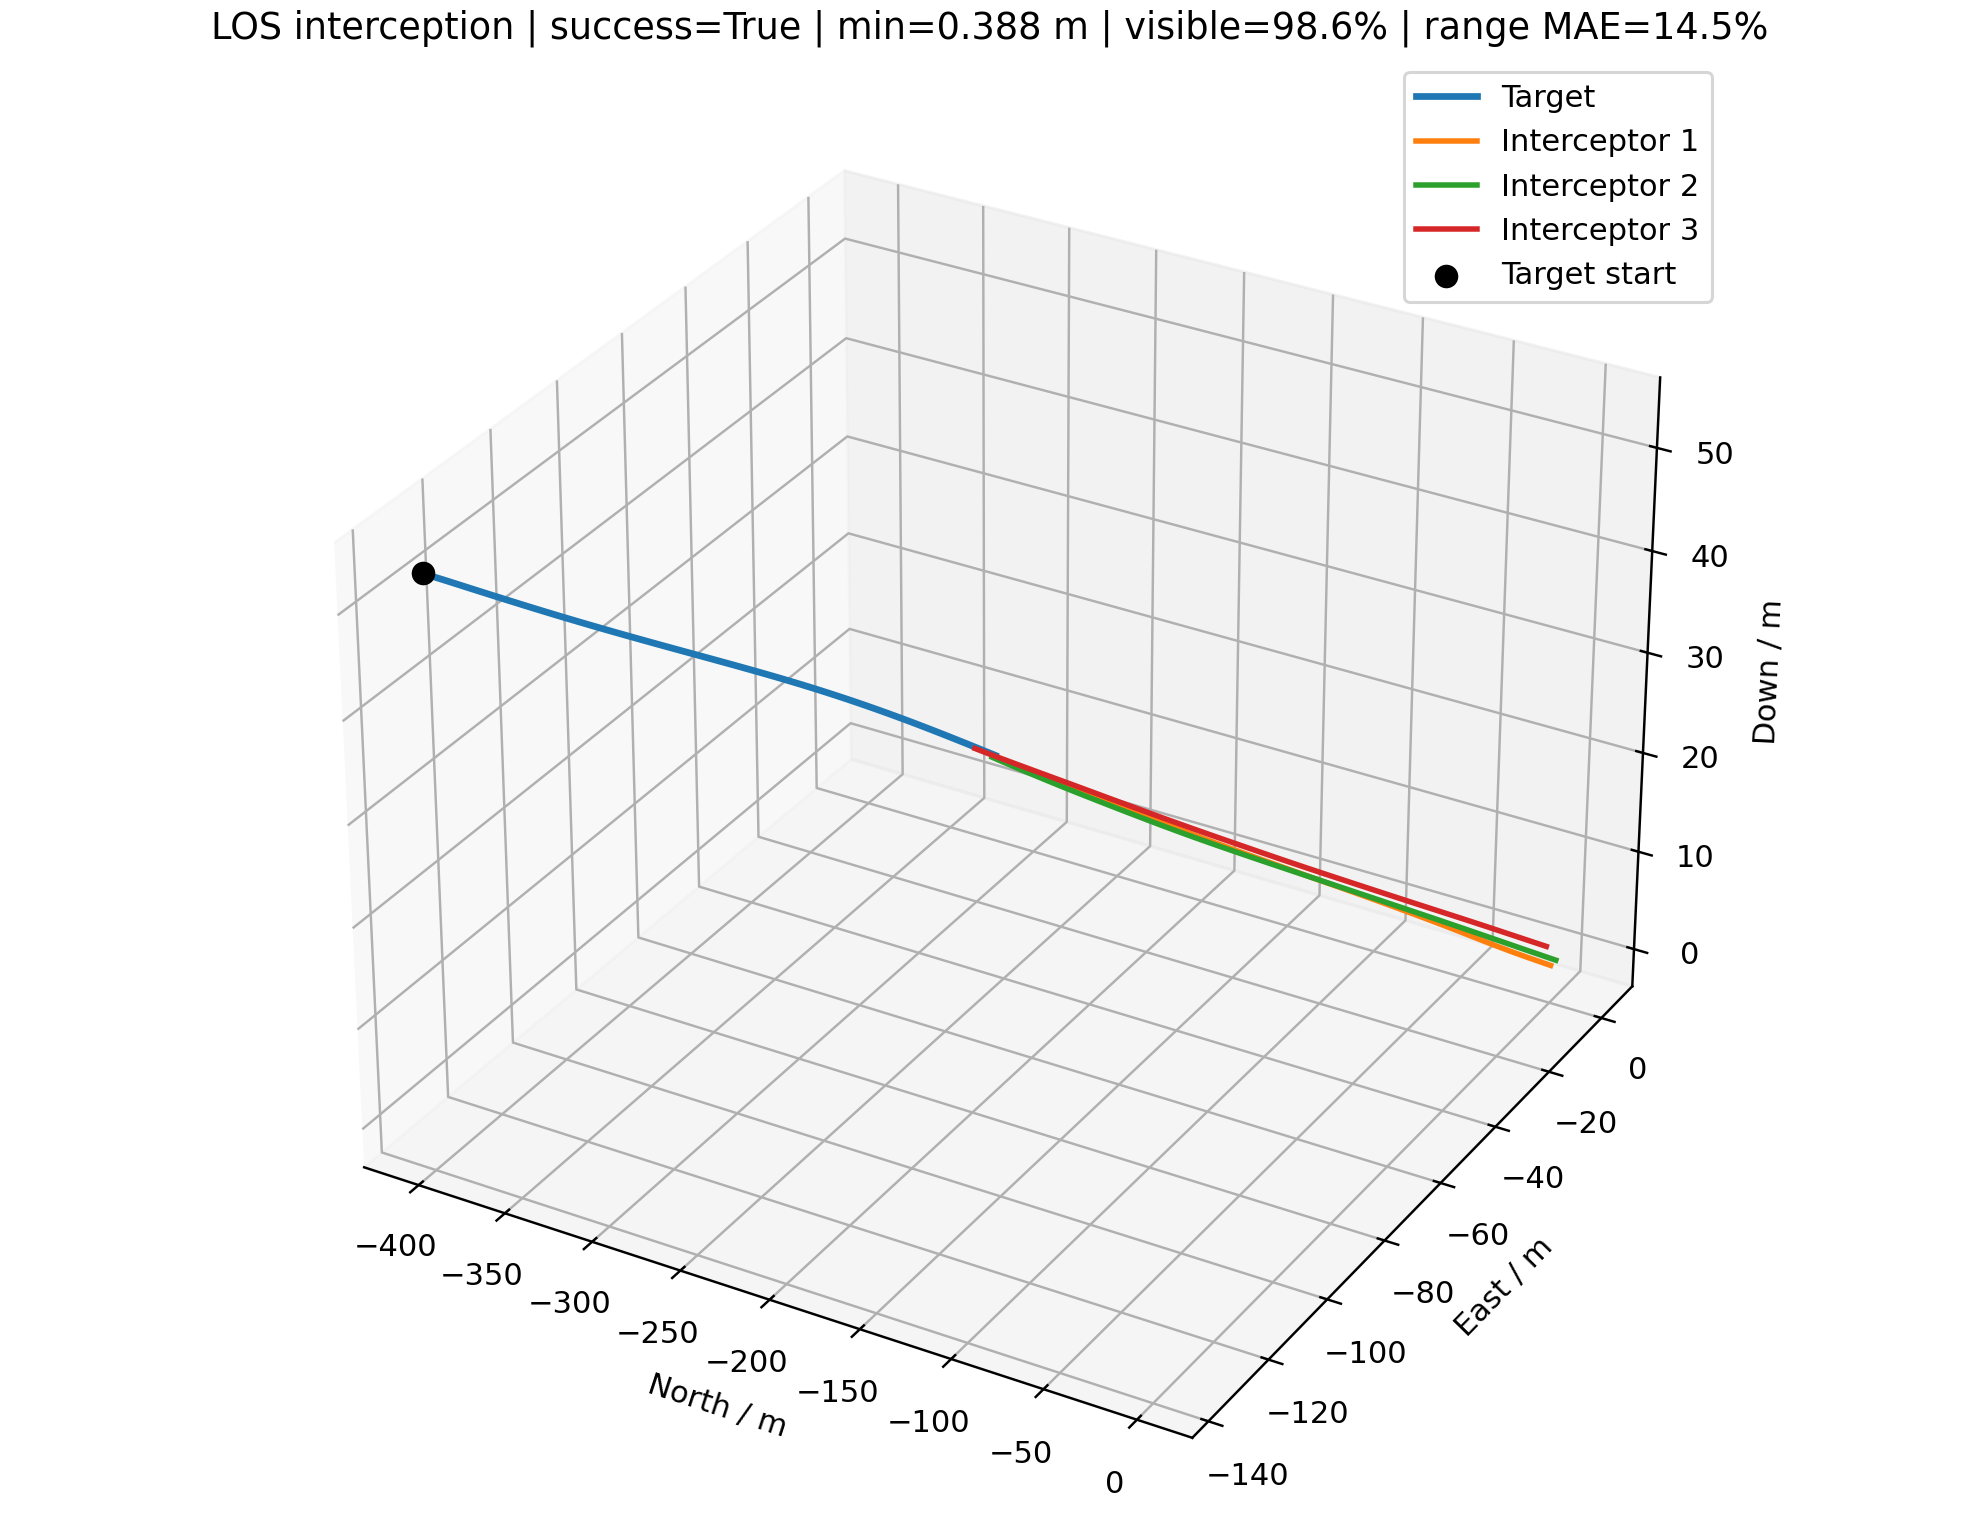 LOS interception | success=True | min=0.388 m | visible=98.6% | range MAE=14.5%
Target
Interceptor 1
Interceptor 2
Interceptor 3
Target start
50
40
30
20
10
0
Down / m
0
−20
−40
−60
−80
−100
−120
−140
East / m
−400
−350
−300
−250
−200
−150
−100
−50
0
North / m